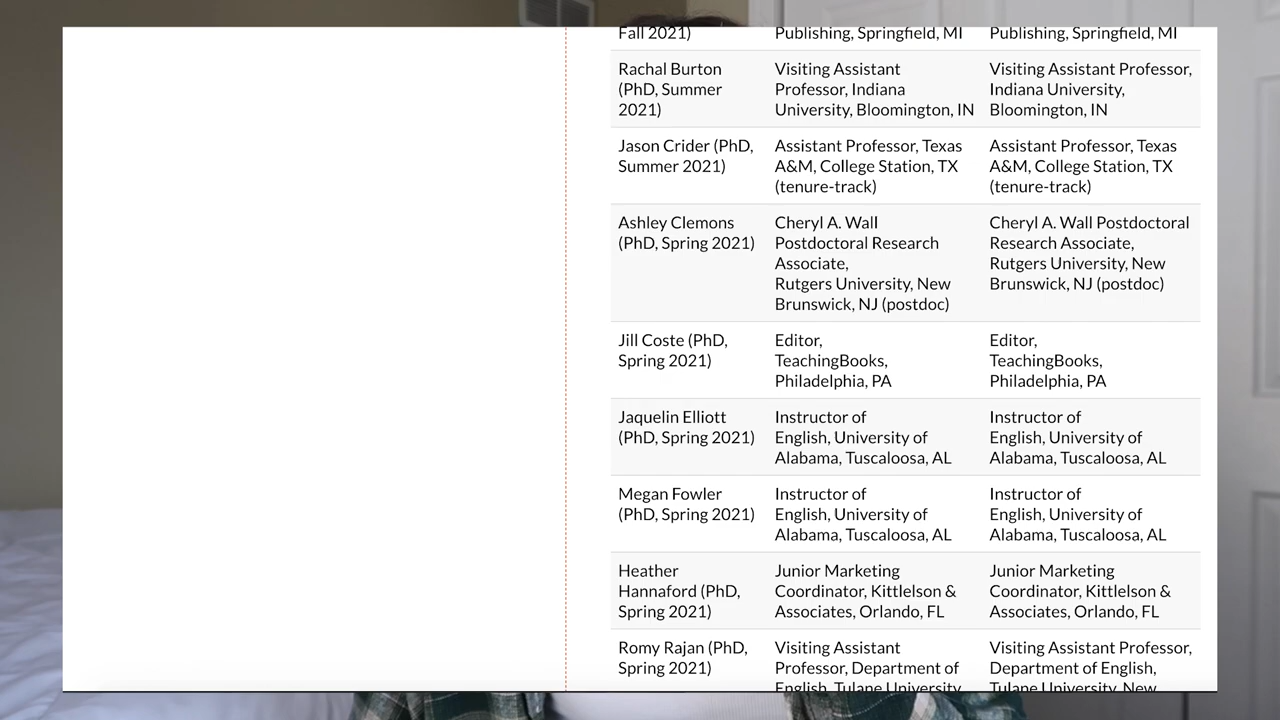 Fall 2021)
Publishing, Springfield, MI
Publishing, Springfield, MI
Rachal Burton
(PhD, Summer
2021)
Visiting Assistant
Professor, Indiana
University, Bloomington, IN
Visiting Assistant Professor,
Indiana University,
Bloomington, IN
Jason Crider (PhD,
Summer 2021)
Assistant Professor, Texas
A&M, College Station, TX
(tenure-track)
Assistant Professor, Texas
A&M, College Station, TX
(tenure-track)
Ashley Clemons
(PhD, Spring 2021)
Cheryl A. Wall
Postdoctoral Research
Associate,
Rutgers University, New
Brunswick, NJ (postdoc)
Cheryl A. Wall Postdoctoral
Research Associate,
Rutgers University, New
Brunswick, NJ (postdoc)
Jill Coste (PhD,
Spring 2021)
Editor,
TeachingBooks,
Philadelphia, PA
Editor,
TeachingBooks,
Philadelphia, PA
Jaquelin Elliott
(PhD, Spring 2021)
Instructor of
English, University of
Alabama, Tuscaloosa, AL
Instructor of
English, University of
Alabama, Tuscaloosa, AL
Megan Fowler
(PhD, Spring 2021)
Instructor of
English, University of
Alabama, Tuscaloosa, AL
Instructor of
English, University of
Alabama, Tuscaloosa, AL
Heather
Hannaford (PhD,
Spring 2021)
Junior Marketing
Coordinator, Kittlelson &
Associates, Orlando, FL
Junior Marketing
Coordinator, Kittlelson &
Associates, Orlando, FL
Romy Rajan (PhD,
Spring 2021)
Visiting Assistant
Professor, Department of
English, Tulane University
Visiting Assistant Professor,
Department of English,
Tulane University, New